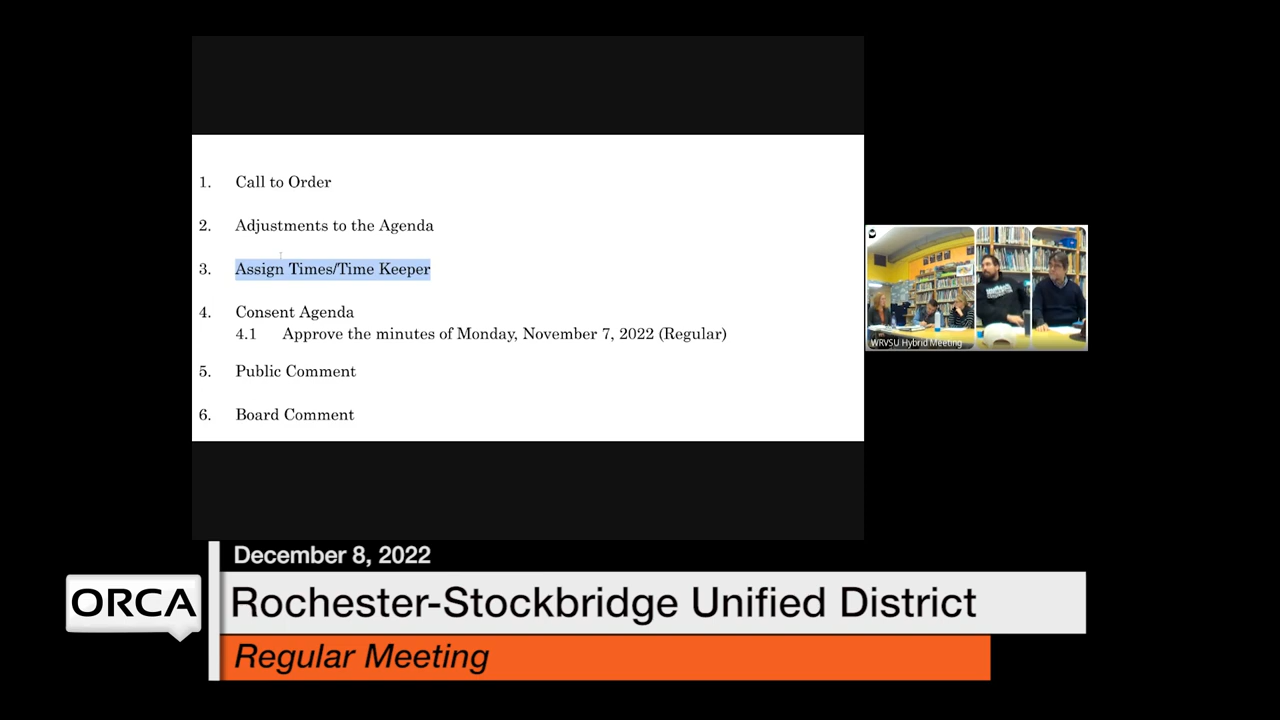 1. Call to Order
2. Adjustments to the Agenda
3. Assign Times/Time Keeper
4. Consent Agenda
4.1 Approve the minutes of Monday, November 7, 2022 (Regular)
5. Public Comment
6. Board Comment
WRVSU Hybrid Meeting
December 8, 2022
ORCA
Rochester-Stockbridge Unified District
Regular Meeting